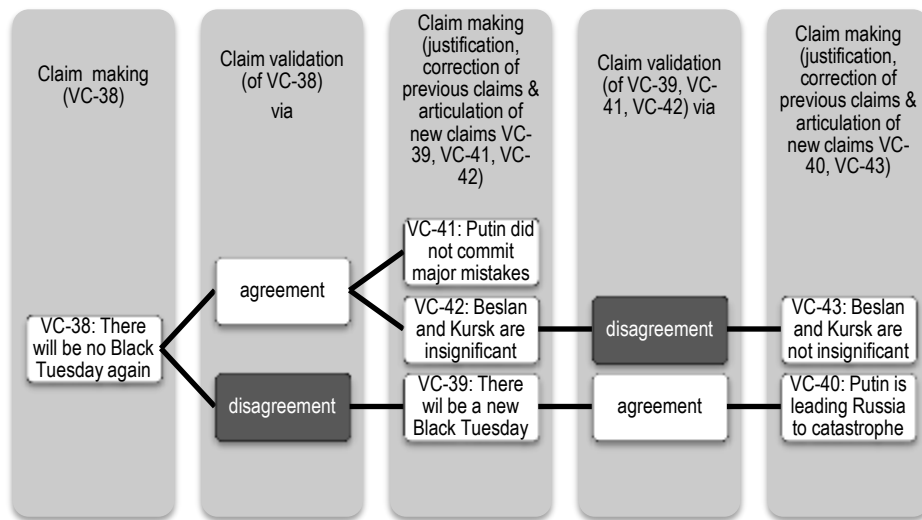 Claim making
(VC-38)
Claim validation
(of VC-38)
via
Claim making
(justification,
correction of
previous claims &
articulation of
new claims VC-
39, VC-41, VC-
42)
Claim validation
(of VC-39, VC-
41, VC-42) via
Claim making
(justification,
correction of
previous claims &
articulation of
new claims VC-
40, VC-43)
VC-38: There
will be no Black
Tuesday again
agreement
disagreement
VC-41: Putin did
not commit
major mistakes
VC-42: Beslan
and Kursk are
insignificant
VC-39: There
wil be a new
Black Tuesday
disagreement
agreement
VC-43: Beslan
and Kursk are
not insignificant
VC-40: Putin is
leading Russia
to catastrophe